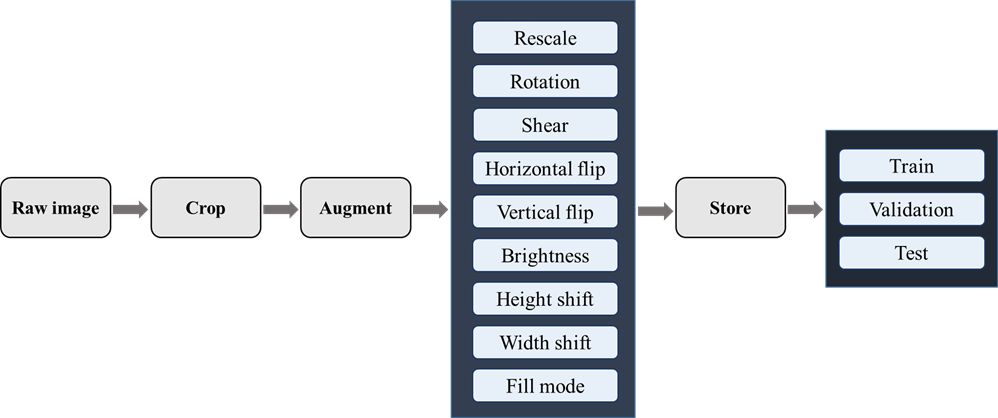 Raw image
Crop
Augment
Rescale
Rotation
Shear
Horizontal flip
Vertical flip
Brightness
Height shift
Width shift
Fill mode
Store
Train
Validation
Test